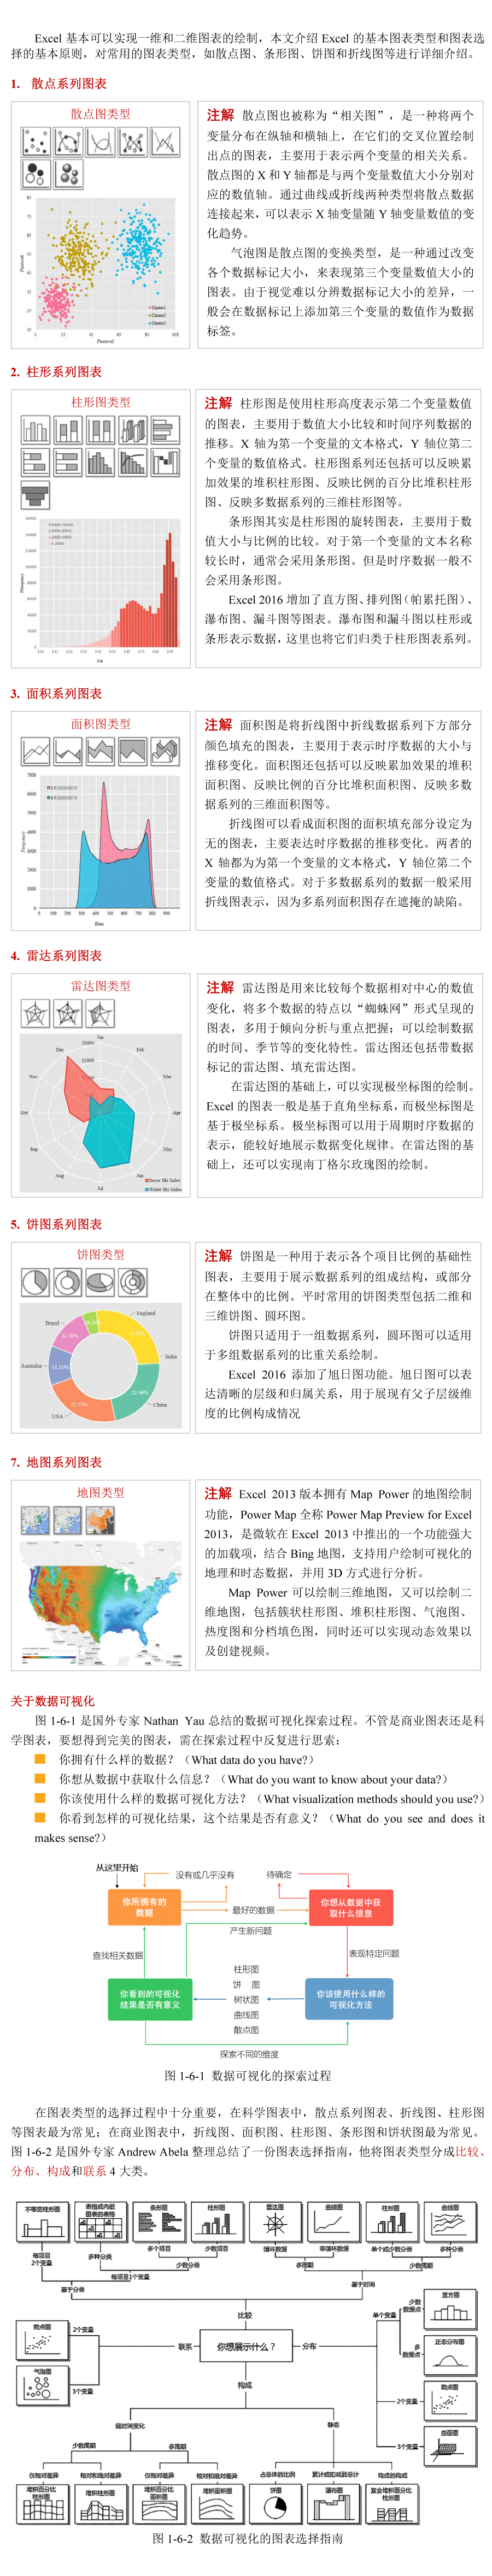 Excel 基本可以实现一维和二维图表的绘制，本文介绍 Excel 的基本图表类型和图表选
择的基本原则，对常用的图表类型，如散点图、条形图、饼图和折线图等进行详细介绍。
1. 散点系列图表
散点图类型
注解 散点图也被称为“相关图”，是一种将两个
变量分布在纵轴和横轴上，在它们的交叉位置绘制
出点的图表，主要用于表示两个变量的相关关系。
散点图的 X 和 Y 轴都是与两个变量数值大小分别对
应的数值轴。通过曲线或折线两种类型将散点数据
连接起来，可以表示 X 轴变量随 Y 轴变量数值的变
化趋势。
气泡图是散点图的变换类型，是一种通过改变
各个数据标记大小，来表现第三个变量数值大小的
图表。由于视觉难以分辨数据标记大小的差异，一
般会在数据标记上添加第三个变量的数值作为数据
标签。
2. 柱形系列图表
柱形图类型
注解 柱形图是使用柱形高度表示第二个变量数值
的图表，主要用于数值大小比较和时间序列数据的
推移。X 轴为第一个变量的文本格式，Y 轴位第二
个变量的数值格式。柱形图系列还包括可以反映累
加效果的堆积柱形图、反映比例的百分比堆积柱形
图、反映多数据系列的三维柱形图等。
条形图其实是柱形图的旋转图表，主要用于数
值大小与比例的比较。对于第一个变量的文本名称
较长时，通常会采用条形图。但是时序数据一般不
会采用条形图。
Excel 2016 增加了直方图、排列图(帕累托图)、
瀑布图、漏斗图等图表。瀑布图和漏斗图以柱形或
条形表示数据，这里也将它们归类于柱形图表系列。
3. 面积系列图表
面积图类型
注解 面积图是将折线图中折线数据系列下方部分
颜色填充的图表，主要用于表示时序数据的大小与
推移变化。面积图还包括可以反映累加效果的堆积
面积图、反映比例的百分比堆积面积图、反映多数
据系列的三维面积图等。
折线图可以看成面积图的面积填充部分设定为
无的图表，主要表达时序数据的推移变化。两者的
X 轴都为为第一个变量的文本格式，Y 轴位第二个
变量的数值格式。对于多数据系列的数据一般采用
折线图表示，因为多系列面积图存在遮掩的缺陷。
4. 雷达系列图表
雷达图类型
Jan
Feb
Mar
Apr
May
Jun
Jul
Aug
Sep
Oct
Nov
Dec
Snow Ski Sales
Water Ski Sales
注解 雷达图是用来比较每个数据相对中心的数值
变化，将多个数据的特点以“蜘蛛网”形式呈现的
图表，多用于倾向分析与重点把握；可以绘制数据
的时间、季节等的变化特性。雷达图还包括带数据
标记的雷达图、填充雷达图。
在雷达图的基础上，可以实现极坐标图的绘制。
Excel 的图表一般是基于直角坐标系，而极坐标图是
基于极坐标系。极坐标图可以用于周期时序数据的
表示，能较好地展示数据变化规律。在雷达图的基
础上，还可以实现南丁格尔玫瑰图的绘制。
5. 饼图系列图表
饼图类型
England
Brazil
India
Australia
China
USA
注解 饼图是一种用于表示各个项目比例的基础性
图表，主要用于展示数据系列的组成结构，或部分
在整体中的比例。平时常用的饼图类型包括二维和
三维饼图、圆环图。
饼图只适用于一组数据系列，圆环图可以适用
于多组数据系列的比重关系绘制。
Excel 2016 添加了旭日图功能。旭日图可以表
达清晰的层级和归属关系，用于展现有父子层级维
度的比例构成情况
7. 地图系列图表
地图类型
注解 Excel 2013 版本拥有 Map Power 的地图绘制
功能，Power Map 全称 Power Map Preview for Excel
2013，是微软在 Excel 2013 中推出的一个功能强大
的加载项，结合 Bing 地图，支持用户绘制可视化的
地理和时态数据，并用 3D 方式进行分析。
Map Power 可以绘制三维地图，又可以绘制二
维地图，包括簇状柱形图、堆积柱形图、气泡图、
热度图和分档填色图，同时还可以实现动态效果以
及创建视频。
关于数据可视化
图 1-6-1 是国外专家 Nathan Yau 总结的数据可视化探索过程。不管是商业图表还是科
学图表，要想得到完美的图表，需在探索过程中反复进行思索：
你拥有什么样的数据？（What data do you have?）
你想从数据中获取什么信息？（What do you want to know about your data?）
你该使用什么样的数据可视化方法？（What visualization methods should you use?）
你看到怎样的可视化结果，这个结果是否有意义？（What do you see and does it
makes sense?）
从这里开始
没有或几乎没有
待确定
你所拥有的
数据
最好的数据
你想从数据中获
取什么信息
产生新问题
查找相关数据
表现特定问题
你看到的可视化
结果是否有意义
柱形图
饼 图
树状图
曲线图
散点图
你该使用什么样的
可视化方法
探索不同的维度
图 1-6-1 数据可视化的探索过程
在图表类型的选择过程中十分重要，在科学图表中，散点系列图表、折线图、柱形图
等图表最为常见；在商业图表中，折线图、面积图、柱形图、条形图和饼状图最为常见。
图 1-6-2 是国外专家 Andrew Abela 整理总结了一份图表选择指南，他将图表类型分成比较、
分布、构成和联系 4 大类。
不等宽柱形图
表格或内嵌
图表的表格
条形图
柱形图
雷达图
曲线图
柱形图
曲线图
每项目
2个变量
多种分类
多个项目
少数项目
循环数据
非循环数据
单个或少数分类
多种分类
少数分类
多周期
少数周期
每项目1个变量
基于分类
基于时间
比较
散点图
2个变量
气泡图
3个变量
联系
你想展示什么？
分布
单个变量
少数
数据点
直方图
多
数据点
正态分布图
2个变量
散点图
3个变量
曲面图
构成
随时间变化
静态
少数周期
多周期
仅相对差异
相对和绝对差异
仅相对差异
相对和绝对差异
占总体的比例
累计或扣减到总计
构成的构成
堆积百分比
柱形图
堆积柱形图
堆积百分比
面积图
堆积面积图
饼图
瀑布图
复合堆积百分比
柱形图
图 1-6-2 数据可视化的图表选择指南